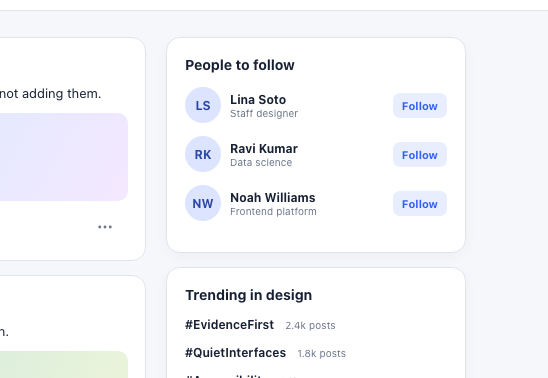 not adding them.
...
n.
People to follow
LS Lina Soto Follow
Staff designer
RK Ravi Kumar Follow
Data science
NW Noah Williams Follow
Frontend platform
Trending in design
#EvidenceFirst 2.4k posts
#QuietInterfaces 1.8k posts